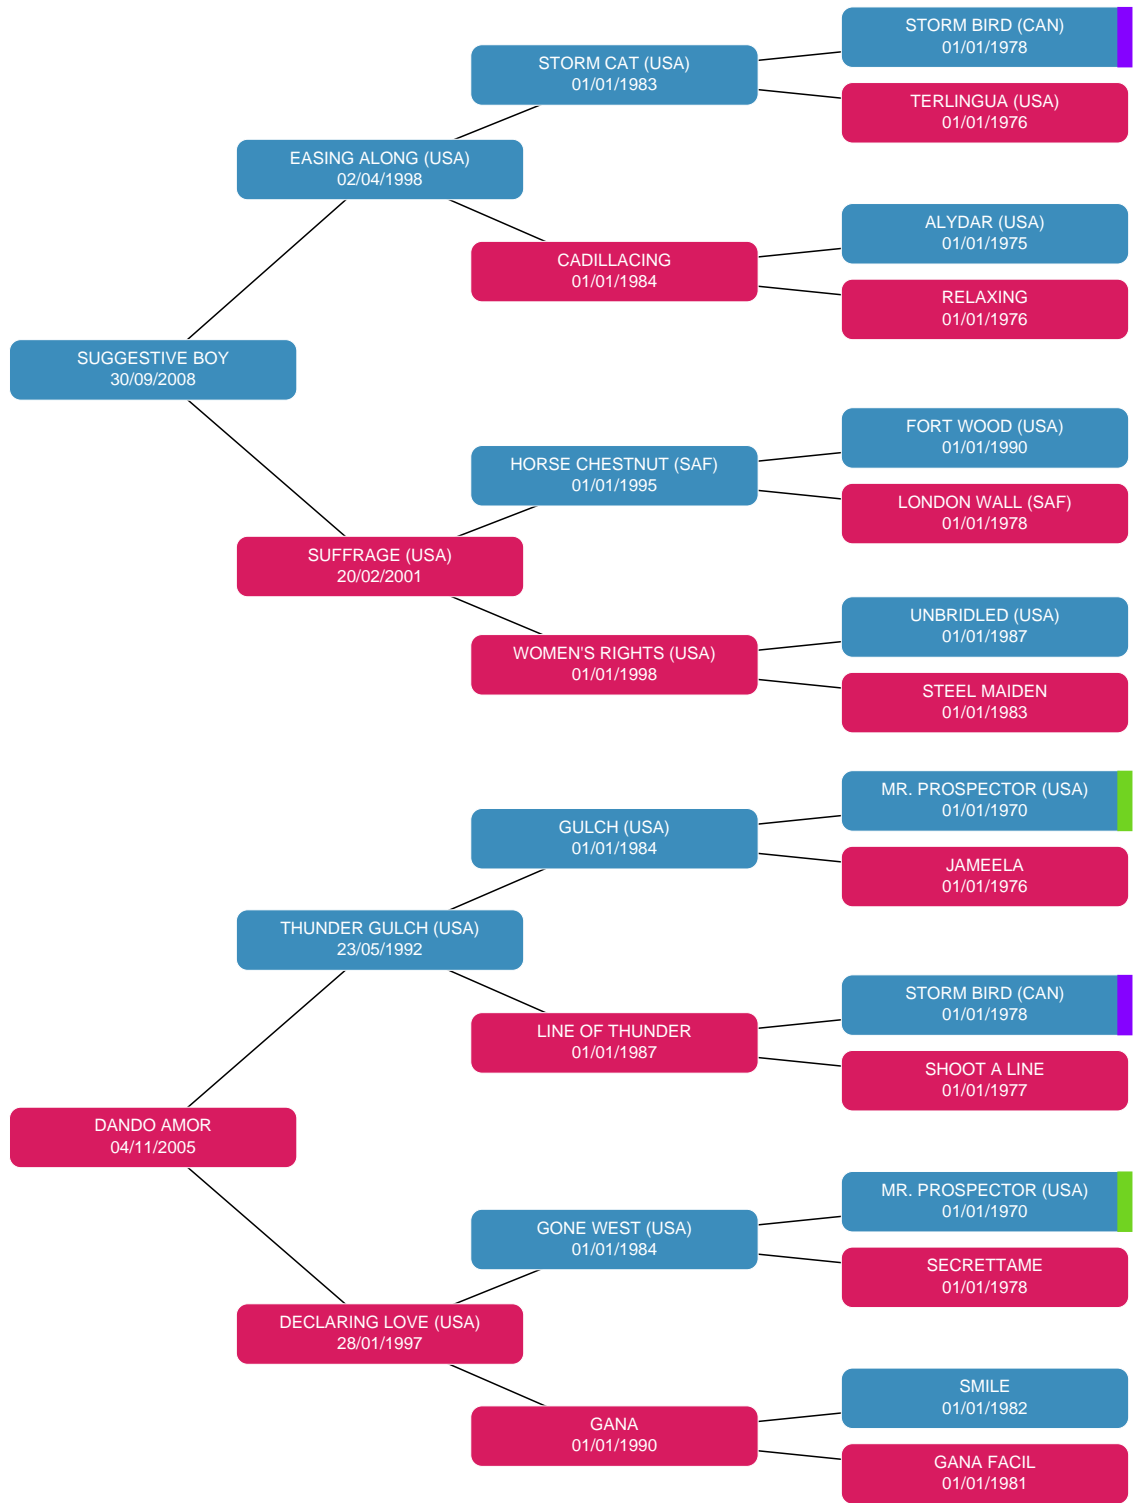 STORM BIRD (CAN)
01/01/1978
STORM CAT (USA)
01/01/1983
TERLINGUA (USA)
01/01/1976
EASING ALONG (USA)
02/04/1998
ALYDAR (USA)
01/01/1975
CADILLACING
01/01/1984
RELAXING
01/01/1976
SUGGESTIVE BOY
30/09/2008
FORT WOOD (USA)
01/01/1990
HORSE CHESTNUT (SAF)
01/01/1995
LONDON WALL (SAF)
01/01/1978
SUFFRAGE (USA)
20/02/2001
UNBRIDLED (USA)
01/01/1987
WOMEN'S RIGHTS (USA)
01/01/1998
STEEL MAIDEN
01/01/1983
MR. PROSPECTOR (USA)
01/01/1970
GULCH (USA)
01/01/1984
JAMEELA
01/01/1976
THUNDER GULCH (USA)
23/05/1992
STORM BIRD (CAN)
01/01/1978
LINE OF THUNDER
01/01/1987
SHOOT A LINE
01/01/1977
DANDO AMOR
04/11/2005
MR. PROSPECTOR (USA)
01/01/1970
GONE WEST (USA)
01/01/1984
SECRETTAME
01/01/1978
DECLARING LOVE (USA)
28/01/1997
SMILE
01/01/1982
GANA
01/01/1990
GANA FACIL
01/01/1981